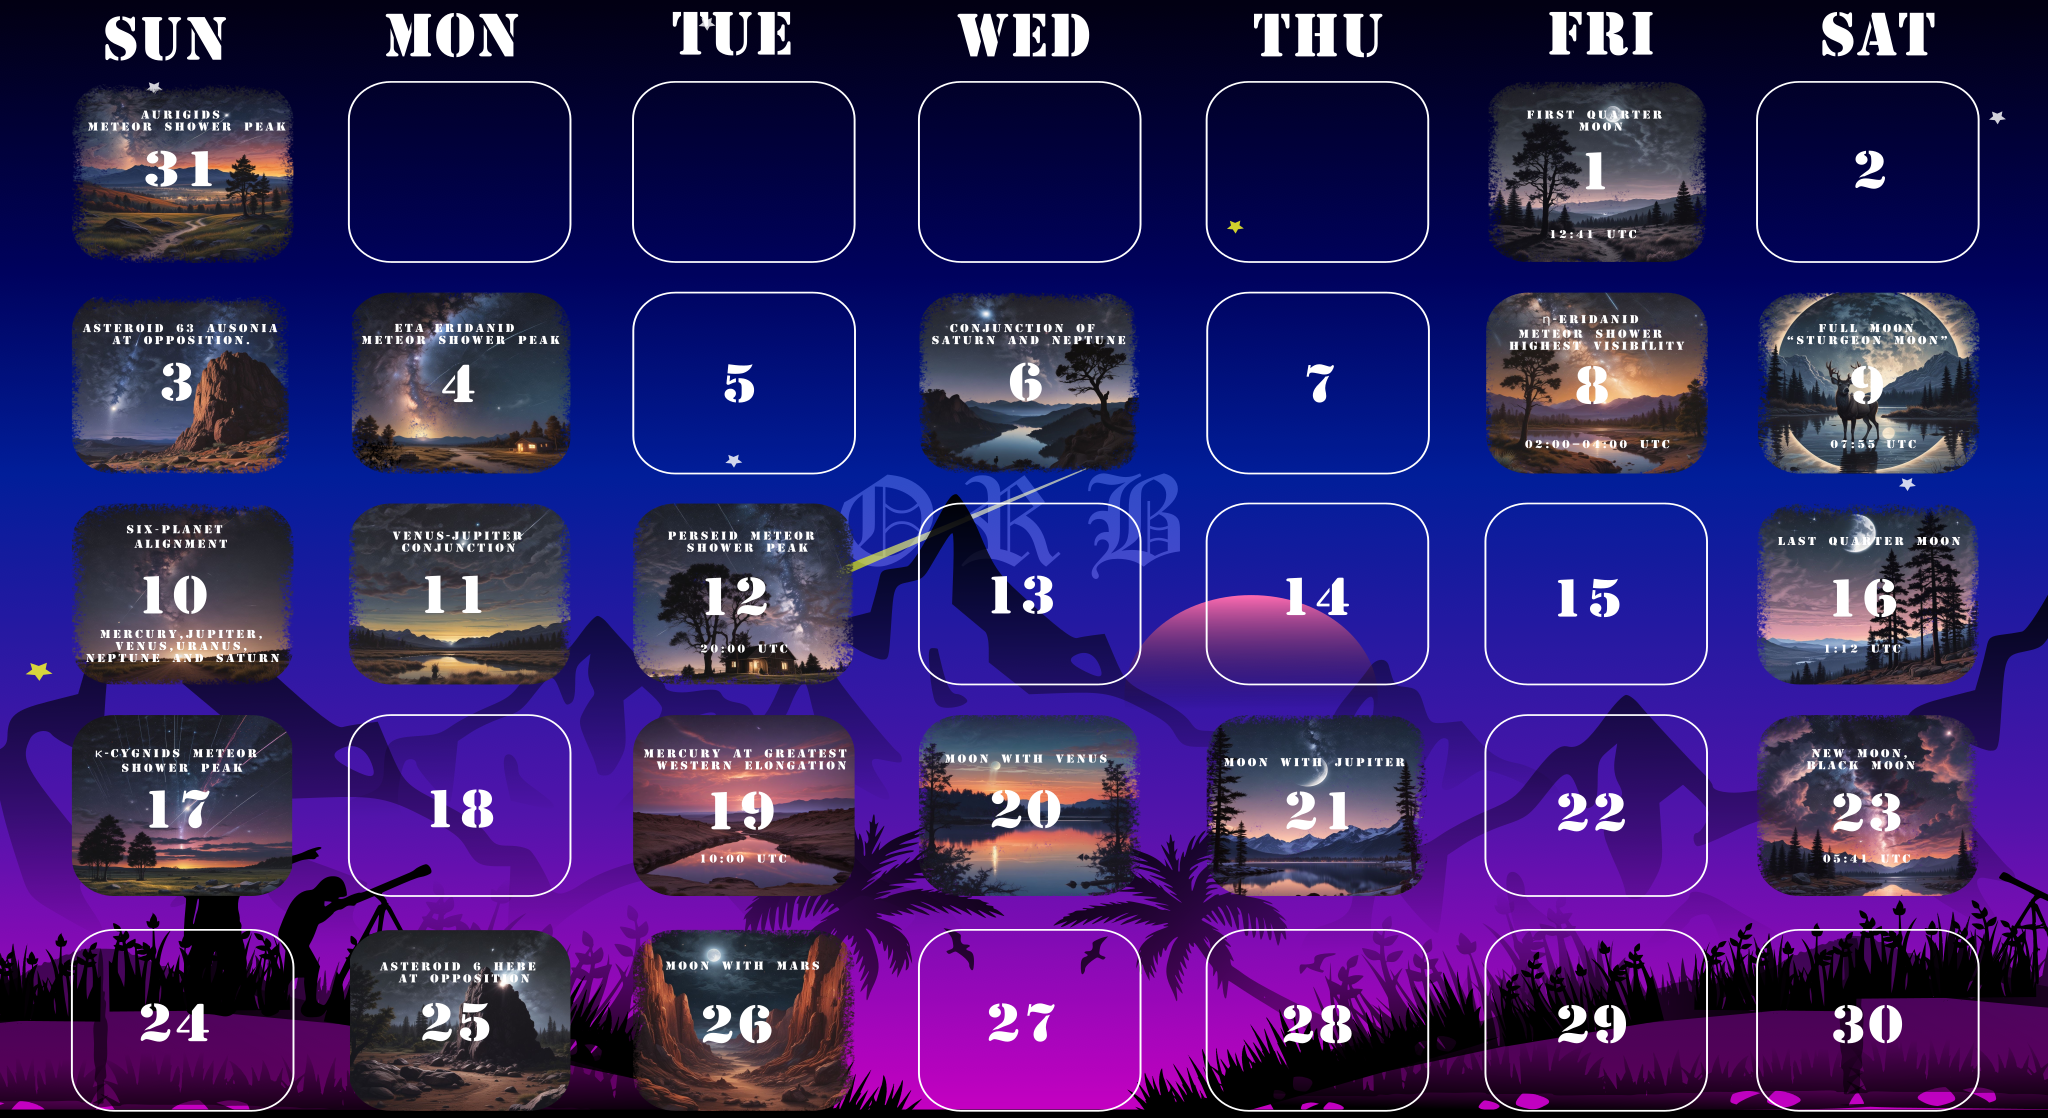 SUN MON TUE WED THU FRI SAT
AURIGIDS
METEOR SHOWER PEAK
31
FIRST QUARTER
MOON
1
12:41 UTC
2
ASTEROID 63 AUSONIA
AT OPPOSITION.
3
ETA ERIDANID
METEOR SHOWER PEAK
4
5
CONJUNCTION OF
SATURN AND NEPTUNE
6
7
η-ERIDANID
METEOR SHOWER
HIGHEST VISIBILITY
8
02:00-04:00 UTC
FULL MOON
"STURGEON MOON"
9
07:55 UTC
ORB
SIX-PLANET
ALIGNMENT
10
MERCURY,JUPITER,
VENUS,URANUS,
NEPTUNE AND SATURN
VENUS-JUPITER
CONJUNCTION
11
PERSEID METEOR
SHOWER PEAK
12
20:00 UTC
13
14
15
LAST QUARTER MOON
16
1:12 UTC
κ-CYGNIDS METEOR
SHOWER PEAK
17
18
MERCURY AT GREATEST
WESTERN ELONGATION
19
10:00 UTC
MOON WITH VENUS
20
MOON WITH JUPITER
21
22
NEW MOON,
BLACK MOON
23
05:41 UTC
24
ASTEROID 6 HEBE
AT OPPOSITION
25
MOON WITH MARS
26
27
28
29
30